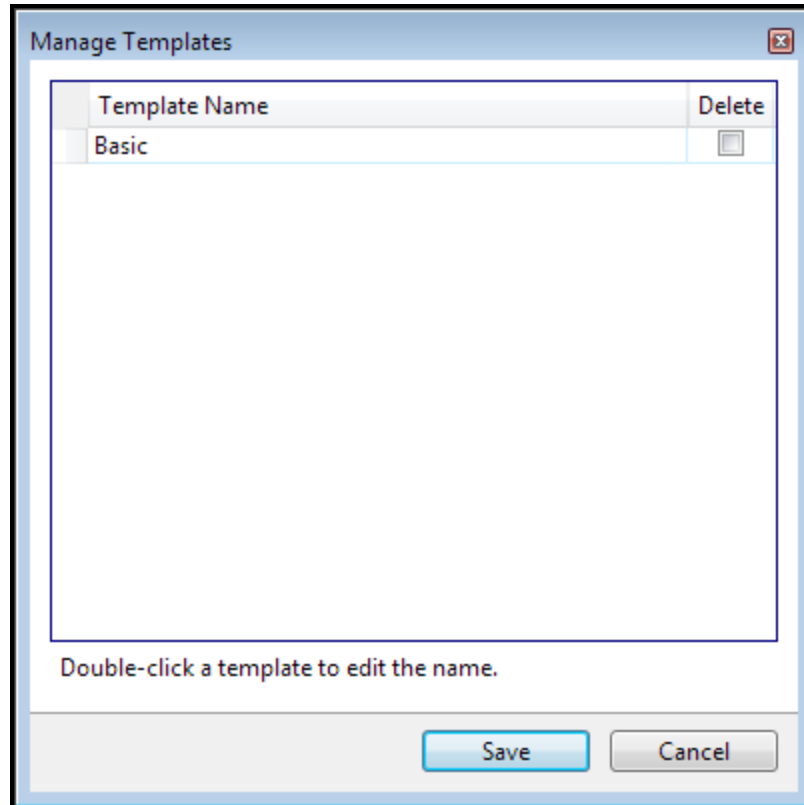 Manage Templates
Template Name Delete
Basic
Double-click a template to edit the name.
Save Cancel